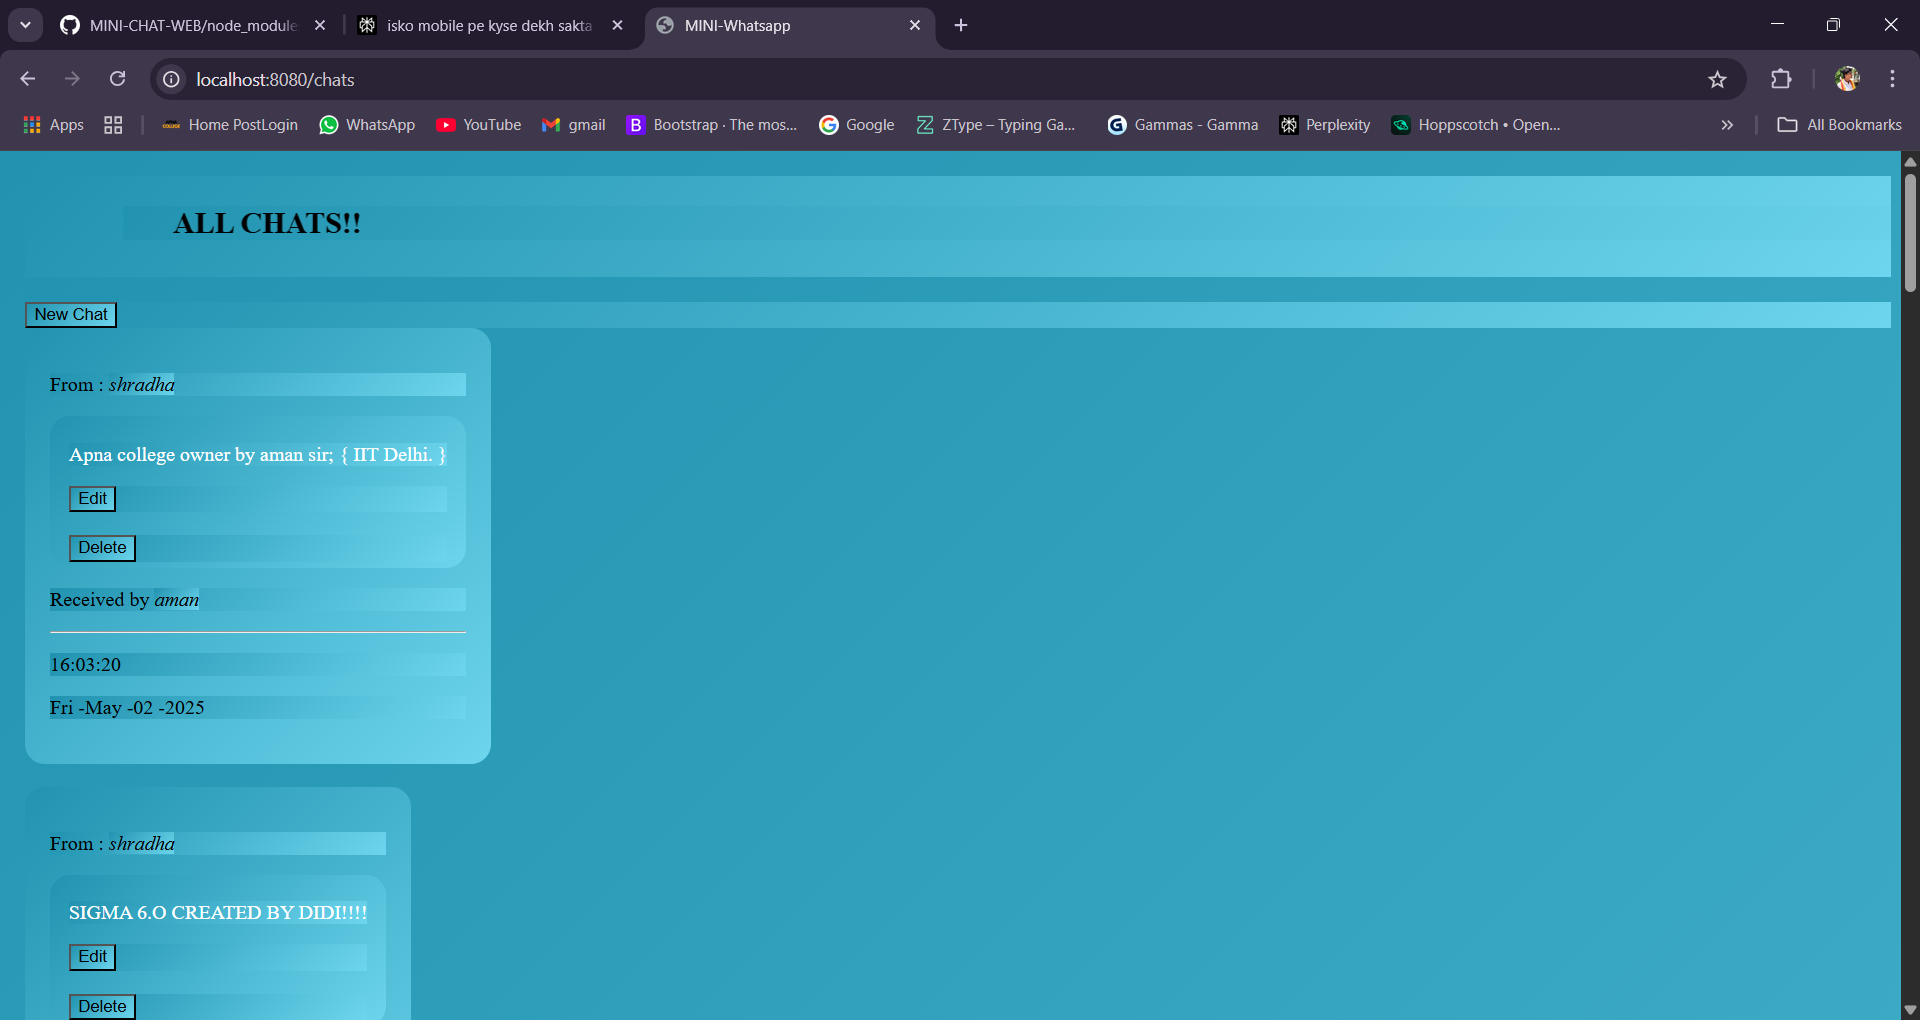 MINI-CHAT-WEB/node_module
isko mobile pe kyse dekh sakta
MINI-Whatsapp
localhost:8080/chats
Apps
Home PostLogin
WhatsApp
YouTube
gmail
Bootstrap · The mos...
Google
ZType – Typing Ga...
Gammas - Gamma
Perplexity
Hoppscotch • Open...
All Bookmarks
ALL CHATS!!
New Chat
From : shradha
Apna college owner by aman sir; { IIT Delhi. }
Edit
Delete
Received by aman
16:03:20
Fri -May -02 -2025
From : shradha
SIGMA 6.O CREATED BY DIDI!!!!
Edit
Delete